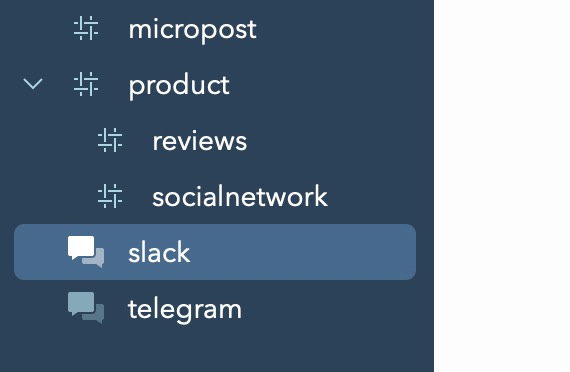 micropost
product
reviews
socialnetwork
slack
telegram